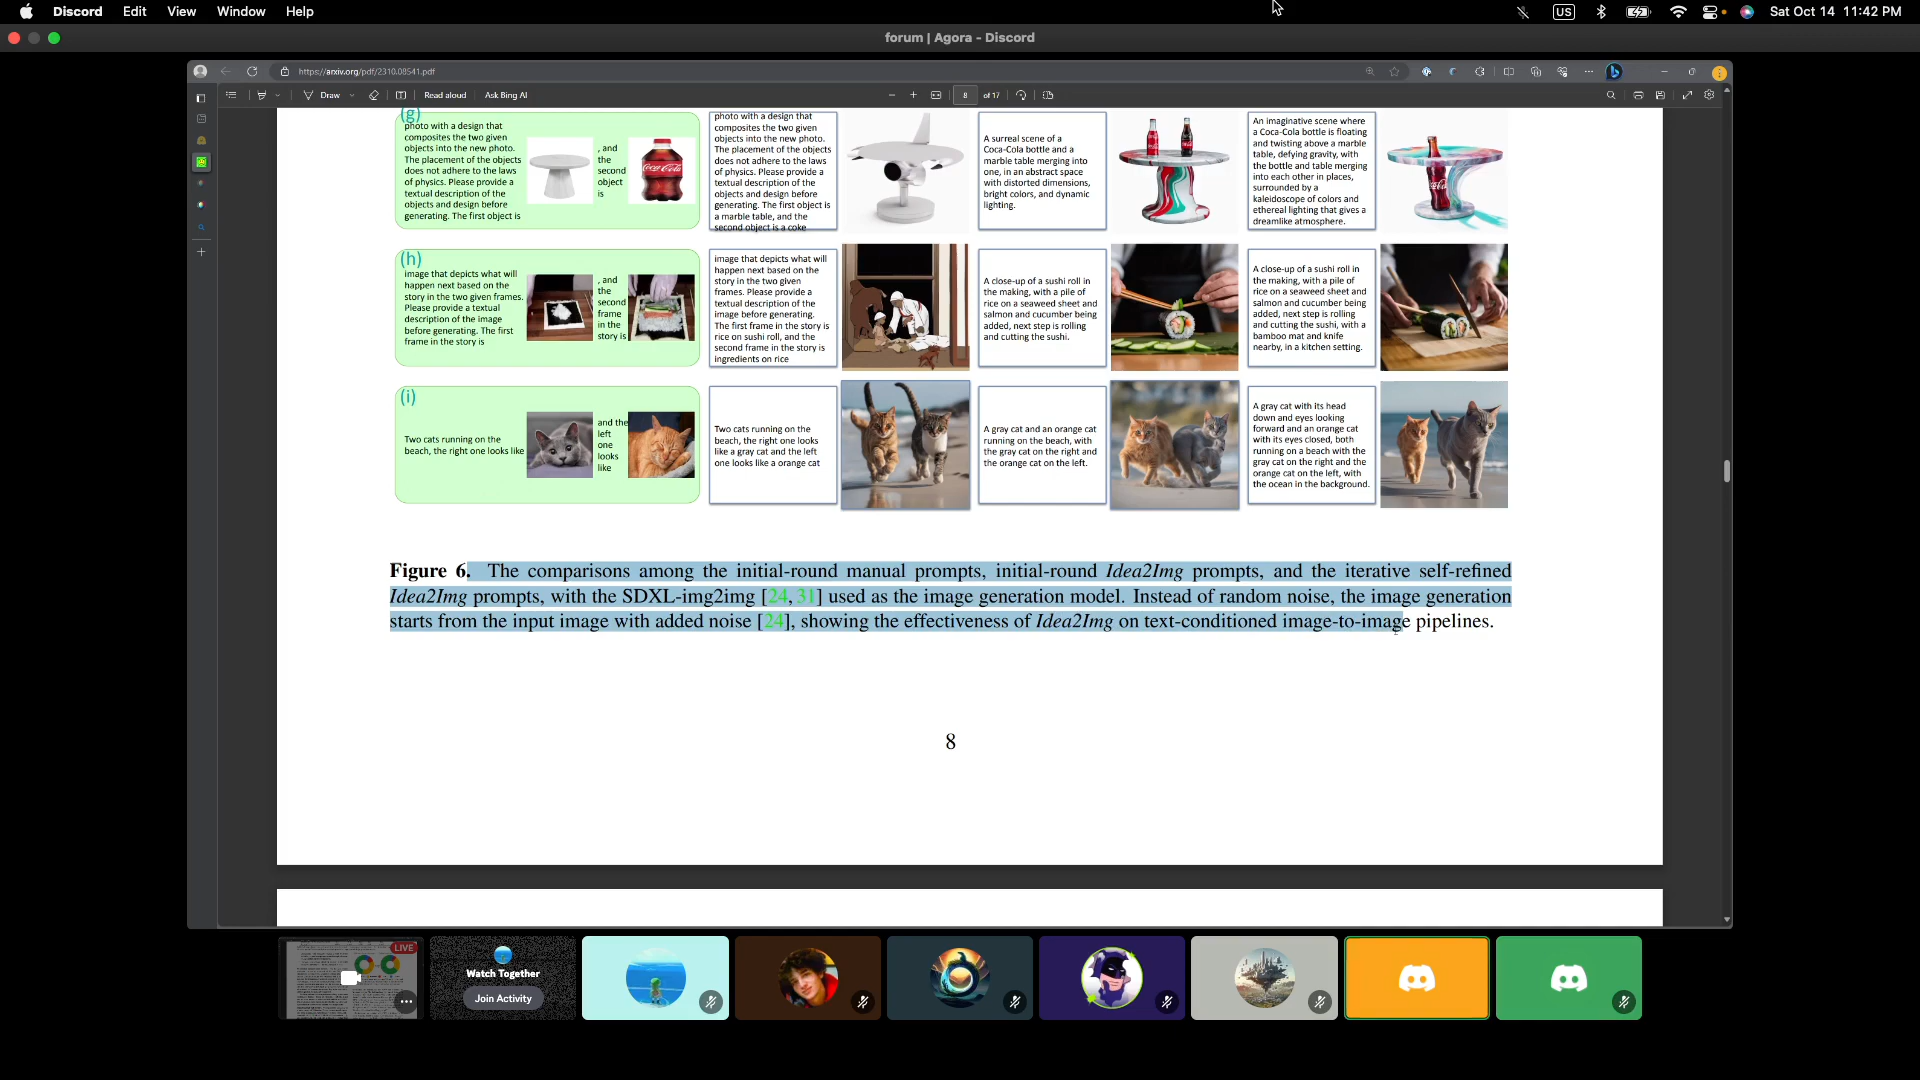 Discord Edit View Window Help
US
Sat Oct 14 11:42 PM
forum | Agora - Discord
https://arxiv.org/pdf/2310.08541.pdf
Draw
Read aloud
Ask Bing AI
8 of 17
(g)
photo with a design that
composites the two given
objects into the new photo.
The placement of the objects
does not adhere to the laws
of physics. Please provide a
textual description of the
objects and design before
generating. The first object is
, and
the
second
object
is
Coca-Cola
photo with a design that
composites the two given
objects into the new photo.
The placement of the objects
does not adhere to the laws
of physics. Please provide a
textual description of the
objects and design before
generating. The first object is
a marble table, and the
second object is a coke
A surreal scene of a
Coca-Cola bottle and a
marble table merging into
one, in an abstract space
with distorted dimensions,
bright colors, and dynamic
lighting.
An imaginative scene where
a Coca-Cola bottle is floating
and twisting above a marble
table, defying gravity, with
the bottle and table merging
into each other in places,
surrounded by a
kaleidoscope of colors and
ethereal lighting that gives a
dreamlike atmosphere.
(h)
image that depicts what will
happen next based on the
story in the two given frames.
Please provide a textual
description of the image
before generating. The first
frame in the story is
, and
the
second
frame
in the
story is
image that depicts what will
happen next based on the
story in the two given
frames. Please provide a
textual description of the
image before generating.
The first frame in the story is
rice on sushi roll, and the
second frame in the story is
ingredients on rice
A close-up of a sushi roll in
the making, with a pile of
rice on a seaweed sheet and
salmon and cucumber being
added, next step is rolling
and cutting the sushi.
A close-up of a sushi roll in
the making, with a pile of
rice on a seaweed sheet and
salmon and cucumber being
added, next step is rolling
and cutting the sushi, with a
bamboo mat and knife
nearby, in a kitchen setting.
(i)
Two cats running on the
beach, the right one looks like
and the
left
one
looks
like
Two cats running on the
beach, the right one looks
like a gray cat and the left
one looks like a orange cat
A gray cat and an orange cat
running on the beach, with
the gray cat on the right and
the orange cat on the left.
A gray cat with its head
down and eyes looking
forward and an orange cat
with its eyes closed, both
running on a beach with the
gray cat on the right and the
orange cat on the left, with
the ocean in the background.
Figure 6. The comparisons among the initial-round manual prompts, initial-round Idea2Img prompts, and the iterative self-refined
Idea2Img prompts, with the SDXL-img2img [24, 31] used as the image generation model. Instead of random noise, the image generation
starts from the input image with added noise [24], showing the effectiveness of Idea2Img on text-conditioned image-to-image pipelines.
8
LIVE
Watch Together
Join Activity